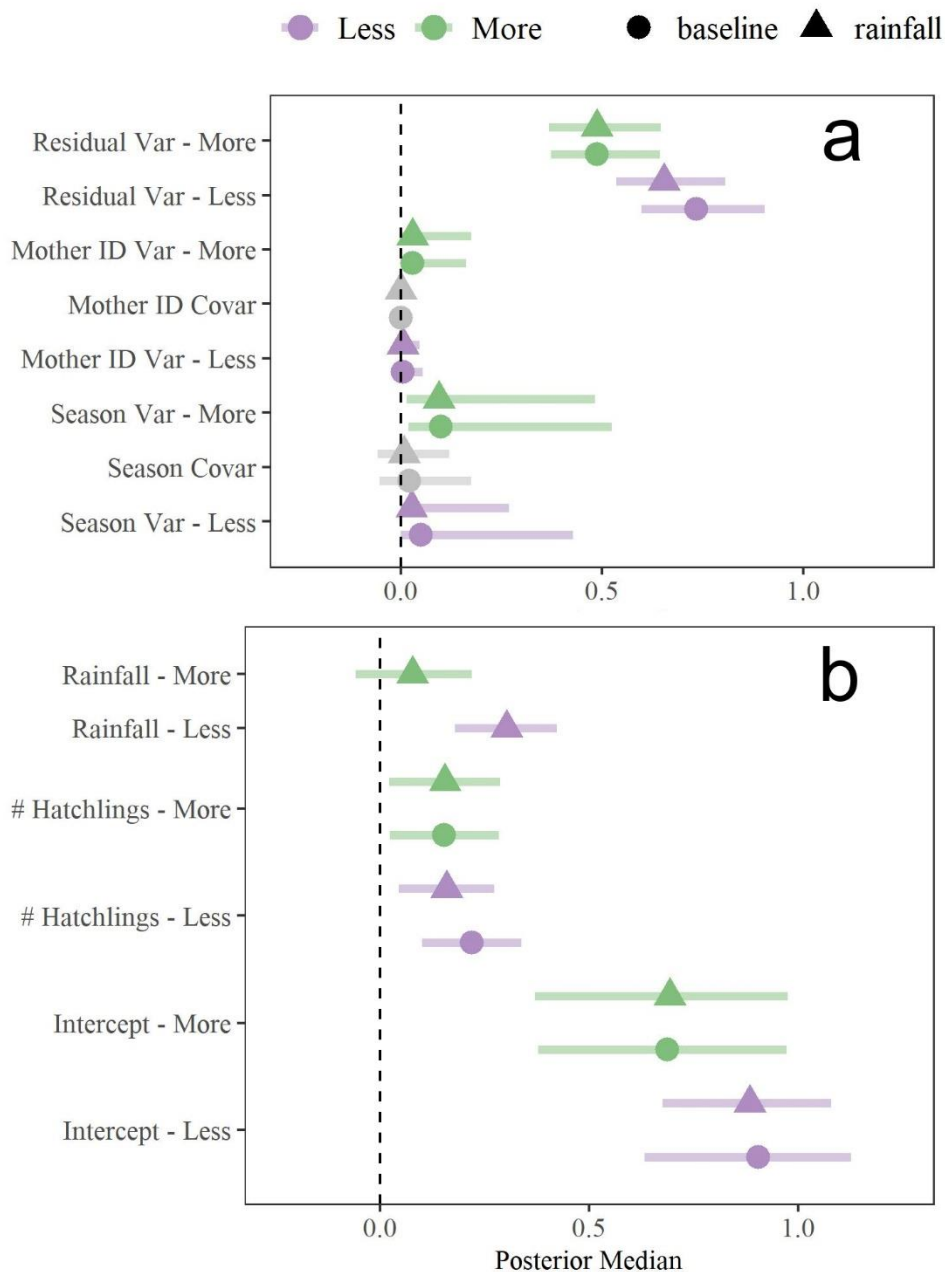 Less More baseline rainfall
a
Residual Var - More
Residual Var - Less
Mother ID Var - More
Mother ID Covar
Mother ID Var - Less
Season Var - More
Season Covar
Season Var - Less
0.0 0.5 1.0
b
Rainfall - More
Rainfall - Less
# Hatchlings - More
# Hatchlings - Less
Intercept - More
Intercept - Less
0.0 0.5 1.0
Posterior Median